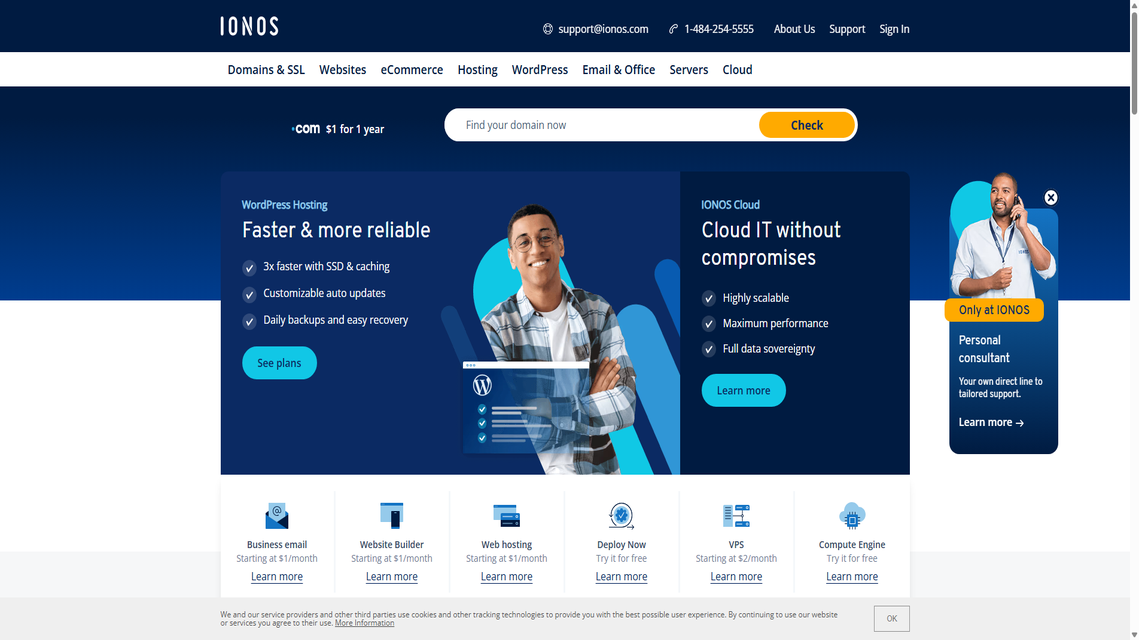 IONOS
support@ionos.com 1-484-254-5555 About Us Support Sign In
Domains & SSL Websites eCommerce Hosting WordPress Email & Office Servers Cloud
.com $1 for 1 year
Find your domain now
Check
WordPress Hosting
Faster & more reliable
3x faster with SSD & caching
Customizable auto updates
Daily backups and easy recovery
See plans
IONOS Cloud
Cloud IT without
compromises
Highly scalable
Maximum performance
Full data sovereignty
Learn more
Only at IONOS
Personal
consultant
Your own direct line to
tailored support.
Learn more →
Business email
Starting at $1/month
Learn more
Website Builder
Starting at $1/month
Learn more
Web hosting
Starting at $1/month
Learn more
Deploy Now
Try it for free
Learn more
VPS
Starting at $2/month
Learn more
Compute Engine
Try it for free
Learn more
We and our service providers and other third parties use cookies and other tracking technologies to provide you with the best possible user experience. By continuing to use our website
or services you agree to their use. More Information
OK